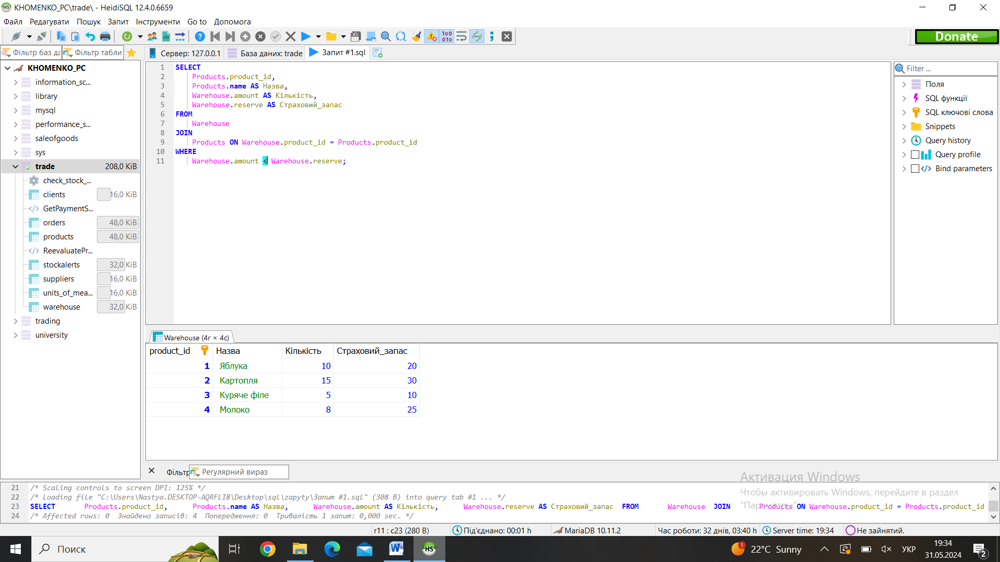 KHOMENKO_PC\trade\ - HeidiSQL 12.4.0.6659
Файл Редагувати Пошук Запит Інструменти Go to Допомога
Donate
Фільтр баз да Фільтр табли
Сервер: 127.0.0.1 База даних: trade Запит #1.sql
KHOMENKO_PC
information_sc...
library
mysql
performance_s...
saleofgoods
sys
trade 208,0 KiB
check_stock_...
clients 16,0 KiB
GetPaymentS...
orders 48,0 KiB
products 48,0 KiB
ReevaluatePr...
stockalerts 32,0 KiB
suppliers 16,0 KiB
units_of_mea... 16,0 KiB
warehouse 32,0 KiB
trading
university
1 SELECT
2 Products.product_id,
3 Products.name AS Назва,
4 Warehouse.amount AS Кількість,
5 Warehouse.reserve AS Страховий_запас
6 FROM
7 Warehouse
8 JOIN
9 Products ON Warehouse.product_id = Products.product_id
10 WHERE
11 Warehouse.amount < Warehouse.reserve;
Filter ...
Поля
SQL функції
SQL ключові слова
Snippets
Query history
Query profile
Bind parameters
Warehouse (4r × 4c)
product_id Назва Кількість Страховий_запас
1 Яблука 10 20
2 Картопля 15 30
3 Куряче філе 5 10
4 Молоко 8 25
Фільтр Регулярний вираз
Активация Windows
Чтобы активировать Windows, перейдите в раздел
"Параметры".
21 /* Scaling controls to screen DPI: 125% */
22 /* Loading file "C:\Users\Nastya.DESKTOP-AQRFLI8\Desktop\sql\zapyty\Запит #1.sql" (308 B) into query tab #1 ... */
23 SELECT Products.product_id, Products.name AS Назва, Warehouse.amount AS Кількість, Warehouse.reserve AS Страховий_запас FROM Warehouse JOIN Products ON Warehouse.product_id = Products.product_id
24 /* Affected rows: 0 Знайдено записів: 4 Попередження: 0 Тривалість 1 запит: 0,000 sec. */
r11 : c23 (280 B) Під'єднано: 00:01 h MariaDB 10.11.2 Час роботи: 32 днів, 03:40 h Server time: 19:34 Не зайнятий.
Поиск
1 22°C Sunny УКР 19:34
31.05.2024
2